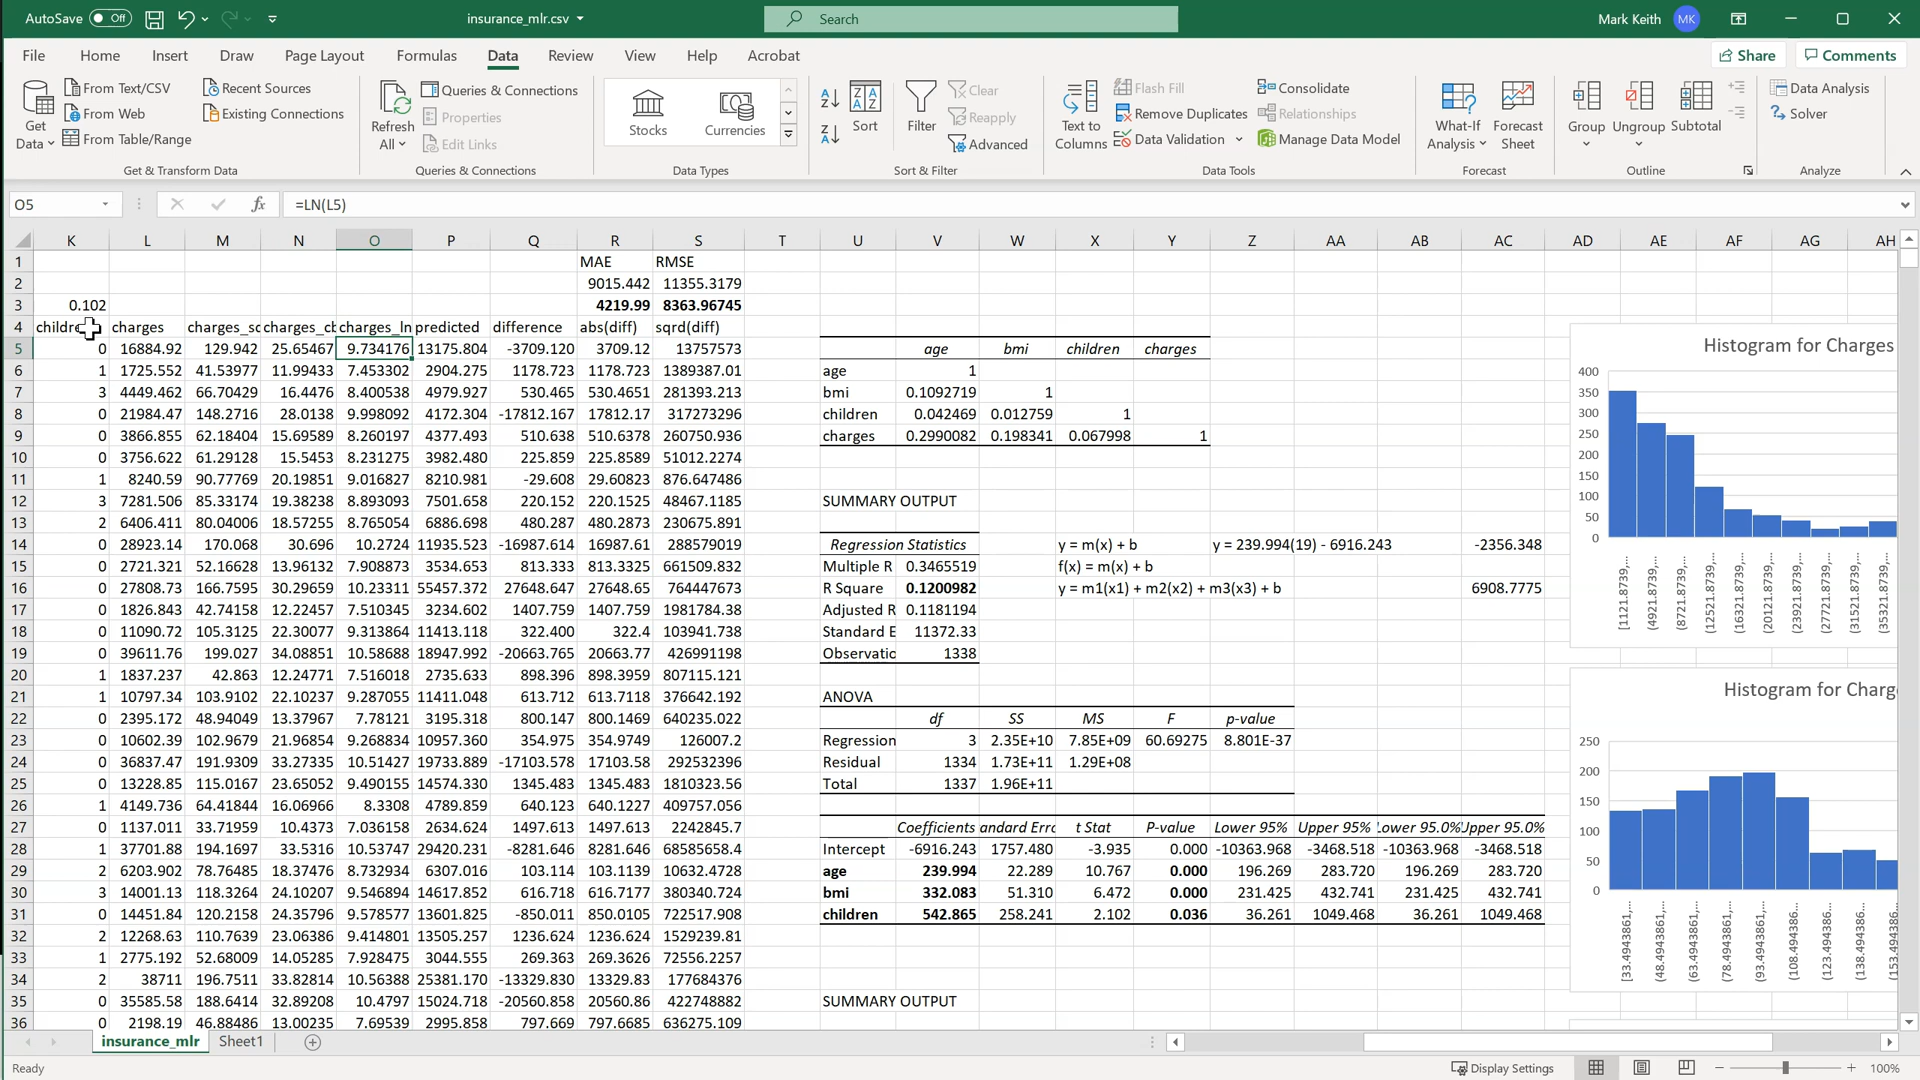 AutoSave Off insurance_mlr.csv Search Mark Keith MK
File Home Insert Draw Page Layout Formulas Data Review View Help Acrobat Share Comments
Get Data
From Text/CSV
From Web
From Table/Range
Recent Sources
Existing Connections
Get & Transform Data
Refresh All
Queries & Connections
Properties
Edit Links
Queries & Connections
Stocks Currencies
Data Types
Sort
Filter
Clear
Reapply
Advanced
Sort & Filter
Text to Columns
Flash Fill
Remove Duplicates
Data Validation
Consolidate
Relationships
Manage Data Model
Data Tools
What-If Analysis
Forecast Sheet
Forecast
Group Ungroup Subtotal
Outline
Data Analysis
Solver
Analyze
O5 fx =LN(L5)
K L M N O P Q R S T U V W X Y Z AA AB AC AD AE AF AG AH
1 MAE RMSE
2 9015.442 11355.3179
3 0.102 4219.99 8363.96745
4 childre charges charges_sc charges_cb charges_ln predicted difference abs(diff) sqrd(diff)
5 0 16884.92 129.942 25.65467 9.734176 13175.804 -3709.120 3709.12 13757573 age bmi children charges
6 1 1725.552 41.53977 11.99433 7.453302 2904.275 1178.723 1178.723 1389387.01 age 1
7 3 4449.462 66.70429 16.4476 8.400538 4979.927 530.465 530.4651 281393.213 bmi 0.1092719 1
8 0 21984.47 148.2716 28.0138 9.998092 4172.304 -17812.167 17812.17 317273296 children 0.042469 0.012759 1
9 0 3866.855 62.18404 15.69589 8.260197 4377.493 510.638 510.6378 260750.936 charges 0.2990082 0.198341 0.067998 1
10 0 3756.622 61.29128 15.5453 8.231275 3982.480 225.859 225.8589 51012.2274
11 1 8240.59 90.77769 20.19851 9.016827 8210.981 -29.608 29.60823 876.647486
12 3 7281.506 85.33174 19.38238 8.893093 7501.658 220.152 220.1525 48467.1185 SUMMARY OUTPUT
13 2 6406.411 80.04006 18.57255 8.765054 6886.698 480.287 480.2873 230675.891
14 0 28923.14 170.068 30.696 10.2724 11935.523 -16987.614 16987.61 288579019 Regression Statistics y = m(x) + b y = 239.994(19) - 6916.243 -2356.348
15 0 2721.321 52.16628 13.96132 7.908873 3534.653 813.333 813.3325 661509.832 Multiple R 0.3465519 f(x) = m(x) + b
16 0 27808.73 166.7595 30.29659 10.23311 55457.372 27648.647 27648.65 764447673 R Square 0.1200982 y = m1(x1) + m2(x2) + m3(x3) + b 6908.7775
17 0 1826.843 42.74158 12.22457 7.510345 3234.602 1407.759 1407.759 1981784.38 Adjusted R 0.1181194
18 0 11090.72 105.3125 22.30077 9.313864 11413.118 322.400 322.4 103941.738 Standard E 11372.33
19 0 39611.76 199.027 34.08851 10.58688 18947.992 -20663.765 20663.77 426991198 Observatio 1338
20 1 1837.237 42.863 12.24771 7.516018 2735.633 898.396 898.3959 807115.121
21 1 10797.34 103.9102 22.10237 9.287055 11411.048 613.712 613.7118 376642.192 ANOVA
22 0 2395.172 48.94049 13.37967 7.78121 3195.318 800.147 800.1469 640235.022 df SS MS F p-value
23 0 10602.39 102.9679 21.96854 9.268834 10957.360 354.975 354.9749 126007.2 Regression 3 2.35E+10 7.85E+09 60.69275 8.801E-37
24 0 36837.47 191.9309 33.27335 10.51427 19733.889 -17103.578 17103.58 292532396 Residual 1334 1.73E+11 1.29E+08
25 0 13228.85 115.0167 23.65052 9.490155 14574.330 1345.483 1345.483 1810323.56 Total 1337 1.96E+11
26 1 4149.736 64.41844 16.06966 8.3308 4789.859 640.123 640.1227 409757.056
27 0 1137.011 33.71959 10.4373 7.036158 2634.624 1497.613 1497.613 2242845.7 Coefficients andard Erro t Stat P-value Lower 95% Upper 95% Lower 95.0% Upper 95.0%
28 1 37701.88 194.1697 33.5316 10.53747 29420.231 -8281.646 8281.646 68585658.4 Intercept -6916.243 1757.480 -3.935 0.000 -10363.968 -3468.518 -10363.968 -3468.518
29 2 6203.902 78.76485 18.37476 8.732934 6307.016 103.114 103.1139 10632.4728 age 239.994 22.289 10.767 0.000 196.269 283.720 196.269 283.720
30 3 14001.13 118.3264 24.10207 9.546894 14617.852 616.718 616.7177 380340.724 bmi 332.083 51.310 6.472 0.000 231.425 432.741 231.425 432.741
31 0 14451.84 120.2158 24.35796 9.578577 13601.825 -850.011 850.0105 722517.908 children 542.865 258.241 2.102 0.036 36.261 1049.468 36.261 1049.468
32 2 12268.63 110.7639 23.06386 9.414801 13505.257 1236.624 1236.624 1529239.81
33 1 2775.192 52.68009 14.05285 7.928475 3044.555 269.363 269.3626 72556.2257
34 2 38711 196.7511 33.82814 10.56388 25381.170 -13329.830 13329.83 177684376
35 0 35585.58 188.6414 32.89208 10.4797 15024.718 -20560.858 20560.86 422748882 SUMMARY OUTPUT
36 0 2198.19 46.88486 13.00235 7.69539 2995.858 797.669 797.6685 636275.109
Histogram for Charges
400
350
300
250
200
150
100
50
0
[1121.8739,...
(4921.8739,...
(8721.8739,...
(12521.8739,...
(16321.8739,...
(20121.8739,...
(23921.8739,...
(27721.8739,...
(31521.8739,...
(35321.8739,...
Histogram for Charg
250
200
150
100
50
0
[33.4943861,...
(48.4943861,...
(63.4943861,...
(78.4943861,...
(93.4943861,...
(108.494386...
(123.494386...
(138.494386...
(153.494386...
insurance_mlr Sheet1
Ready Display Settings 100%